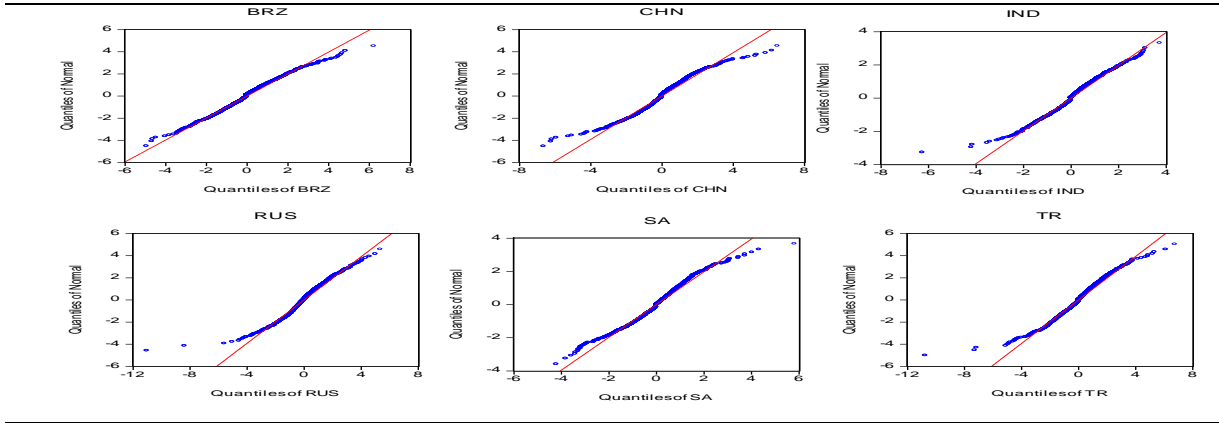 BRZ
6
4
2
0
-2
-4
-6
-6 -4 -2 0 2 4 6 8
Quantiles of Normal
Quantiles of BRZ
CHN
6
4
2
0
-2
-4
-6
-8 -4 0 4 8
Quantiles of Normal
Quantiles of CHN
IND
4
2
0
-2
-4
-8 -4 0 4
Quantiles of Normal
Quantiles of IND
RUS
6
4
2
0
-2
-4
-6
-12 -8 -4 0 4 8
Quantiles of Normal
Quantiles of RUS
SA
4
2
0
-2
-4
-6 -4 -2 0 2 4 6
Quantiles of Normal
Quantiles of SA
TR
6
4
2
0
-2
-4
-6
-12 -8 -4 0 4 8
Quantiles of Normal
Quantiles of TR